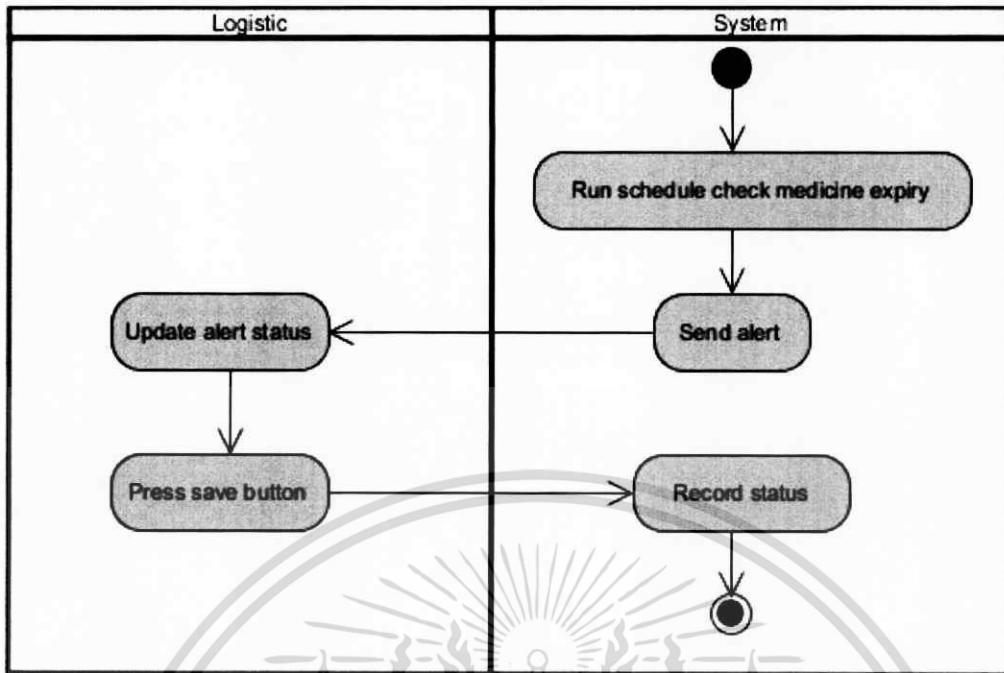 Logistic
System
Run schedule check medicine expiry
Update alert status
Send alert
Press save button
Record status